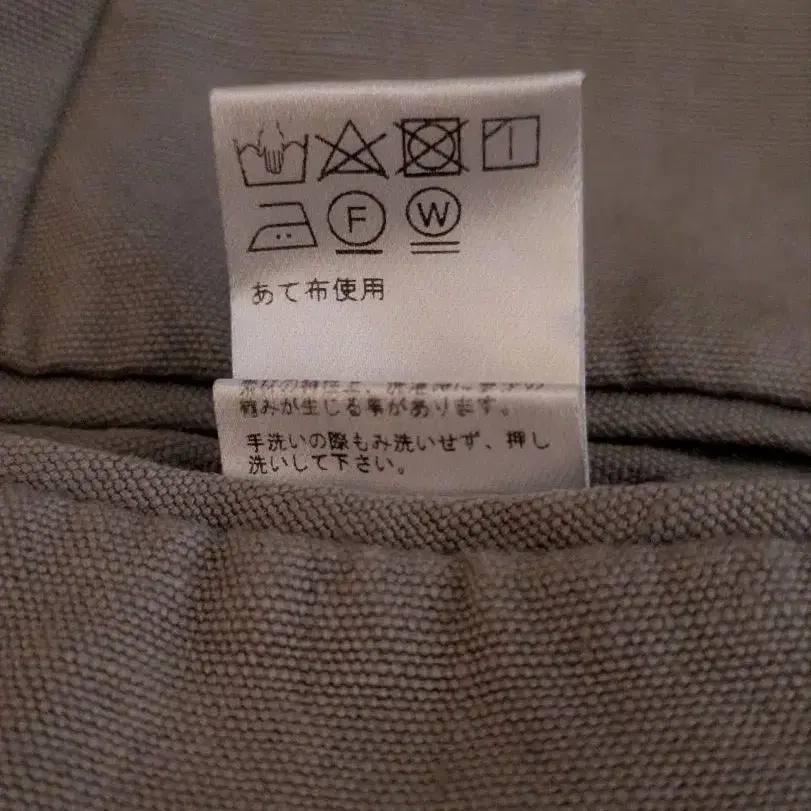 F W
あて布使用
縮みが生じる事があります。
手洗いの際もみ洗いせず、押し
洗いして下さい。